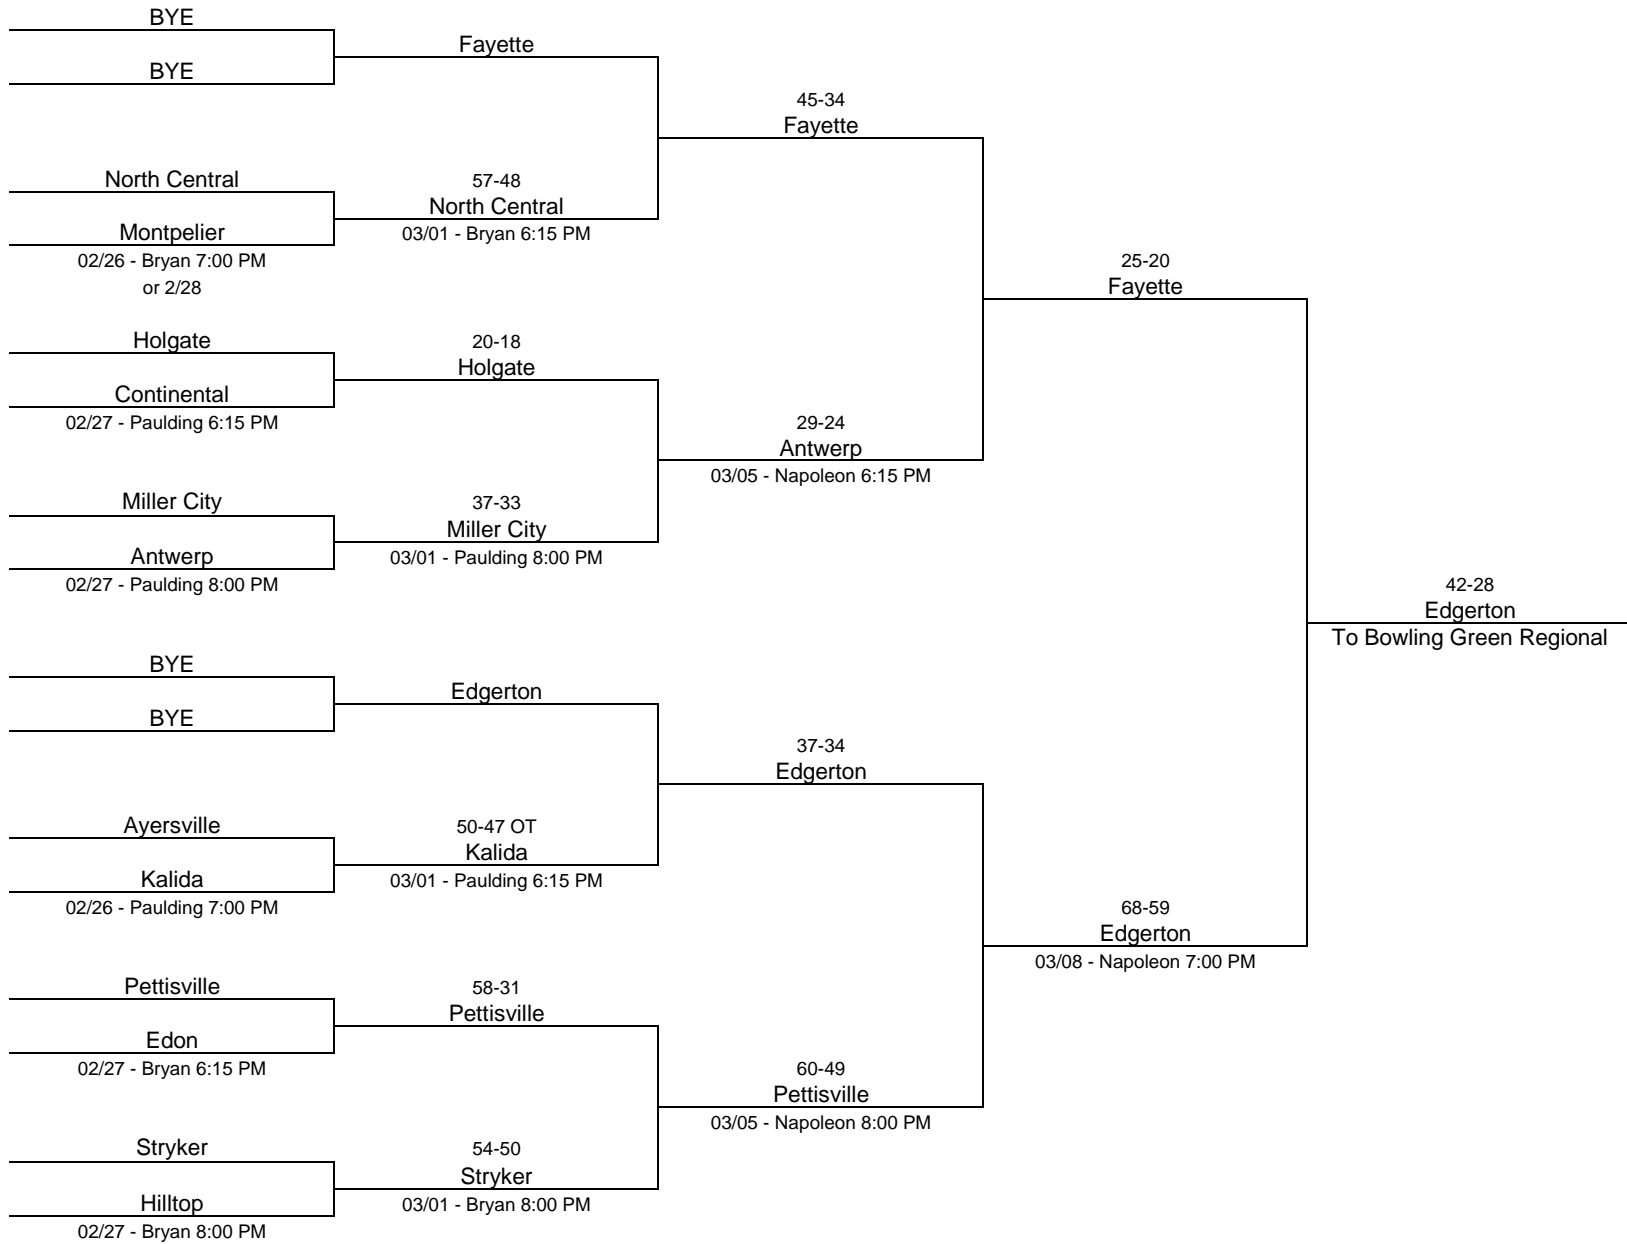 BYE
Fayette
BYE
45-34
Fayette
North Central
57-48
North Central
Montpelier
03/01 - Bryan 6:15 PM
02/26 - Bryan 7:00 PM
or 2/28
25-20
Fayette
Holgate
20-18
Holgate
Continental
02/27 - Paulding 6:15 PM
29-24
Antwerp
03/05 - Napoleon 6:15 PM
Miller City
37-33
Miller City
Antwerp
03/01 - Paulding 8:00 PM
02/27 - Paulding 8:00 PM
42-28
Edgerton
To Bowling Green Regional
BYE
Edgerton
BYE
37-34
Edgerton
Ayersville
50-47 OT
Kalida
Kalida
03/01 - Paulding 6:15 PM
02/26 - Paulding 7:00 PM
68-59
Edgerton
03/08 - Napoleon 7:00 PM
Pettisville
58-31
Pettisville
Edon
02/27 - Bryan 6:15 PM
60-49
Pettisville
03/05 - Napoleon 8:00 PM
Stryker
54-50
Stryker
Hilltop
03/01 - Bryan 8:00 PM
02/27 - Bryan 8:00 PM